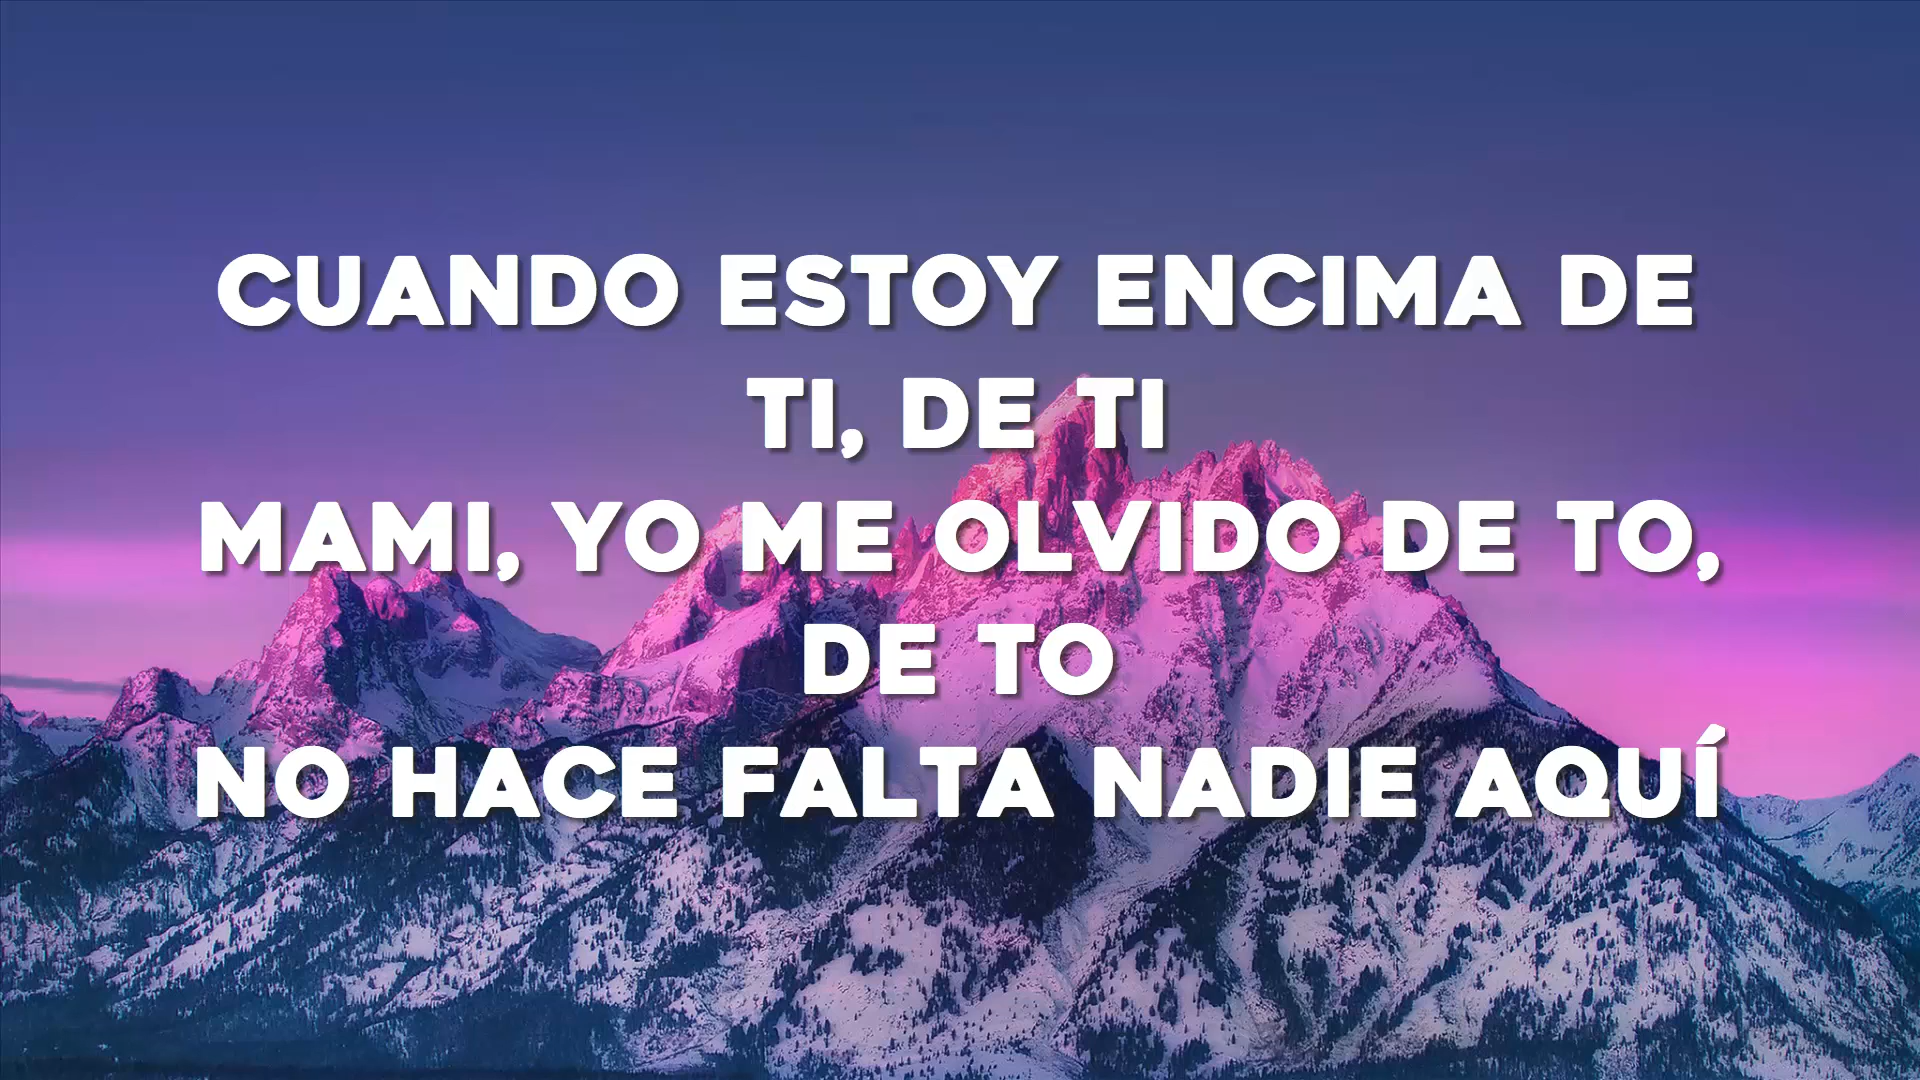 CUANDO ESTOY ENCIMA DE
TI, DE TI
MAMI, YO ME OLVIDO DE TO,
DE TO
NO HACE FALTA NADIE AQUÍ